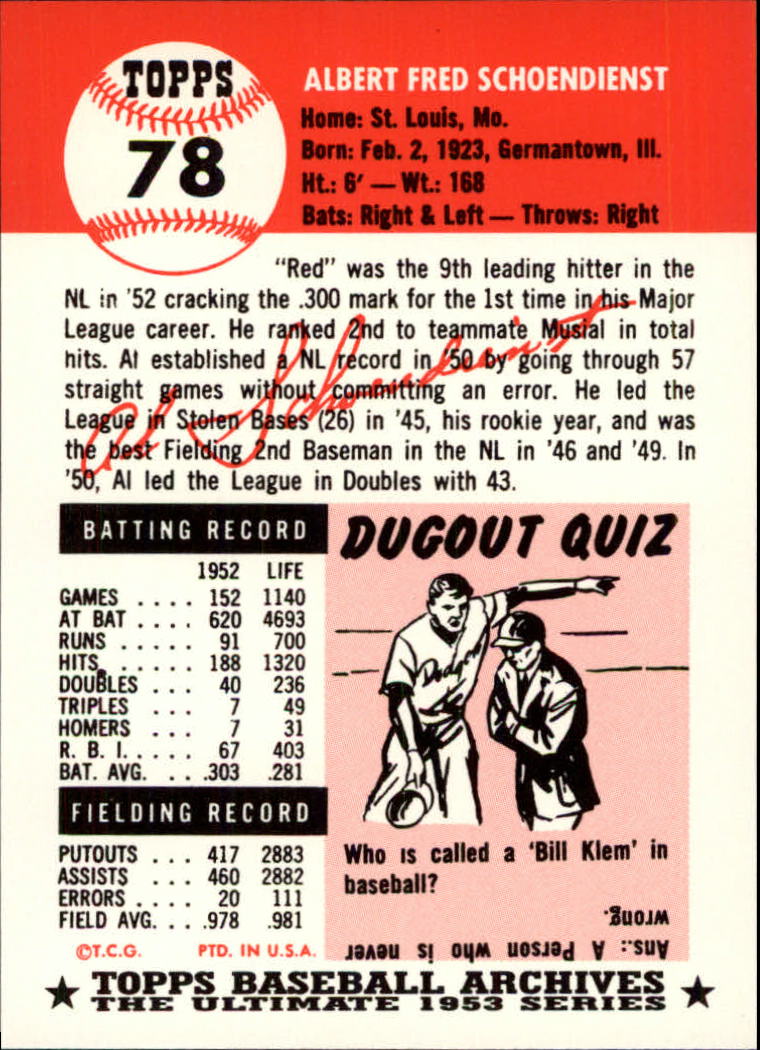 TOPPS
78
ALBERT FRED SCHOENDIENST
Home: St. Louis, Mo.
Born: Feb. 2, 1923, Germantown, Ill.
Ht.: 6' — Wt.: 168
Bats: Right & Left — Throws: Right
"Red" was the 9th leading hitter in the
NL in '52 cracking the .300 mark for the 1st time in his Major
League career. He ranked 2nd to teammate Musial in total
hits. Al established a NL record in '50 by going through 57
straight games without committing an error. He led the
League in Stolen Bases (26) in '45, his rookie year, and was
the best Fielding 2nd Baseman in the NL in '46 and '49. In
'50, Al led the League in Doubles with 43.
Al Schoendienst
BATTING RECORD
1952 LIFE
GAMES .... 152 1140
AT BAT .... 620 4693
RUNS ..... 91 700
HITS ..... 188 1320
DOUBLES ... 40 236
TRIPLES ... 7 49
HOMERS ... 7 31
R. B. I. .... 67 403
BAT. AVG. ... .303 .281
FIELDING RECORD
PUTOUTS ... 417 2883
ASSISTS ... 460 2882
ERRORS .... 20 111
FIELD AVG. ... .978 .981
©T.C.G. PTD. IN U.S.A.
DUGOUT QUIZ
Dodgers
Who is called a 'Bill Klem' in
baseball?
Ans.: A Person who is never
wrong.
★ TOPPS BASEBALL ARCHIVES ★
THE ULTIMATE 1953 SERIES